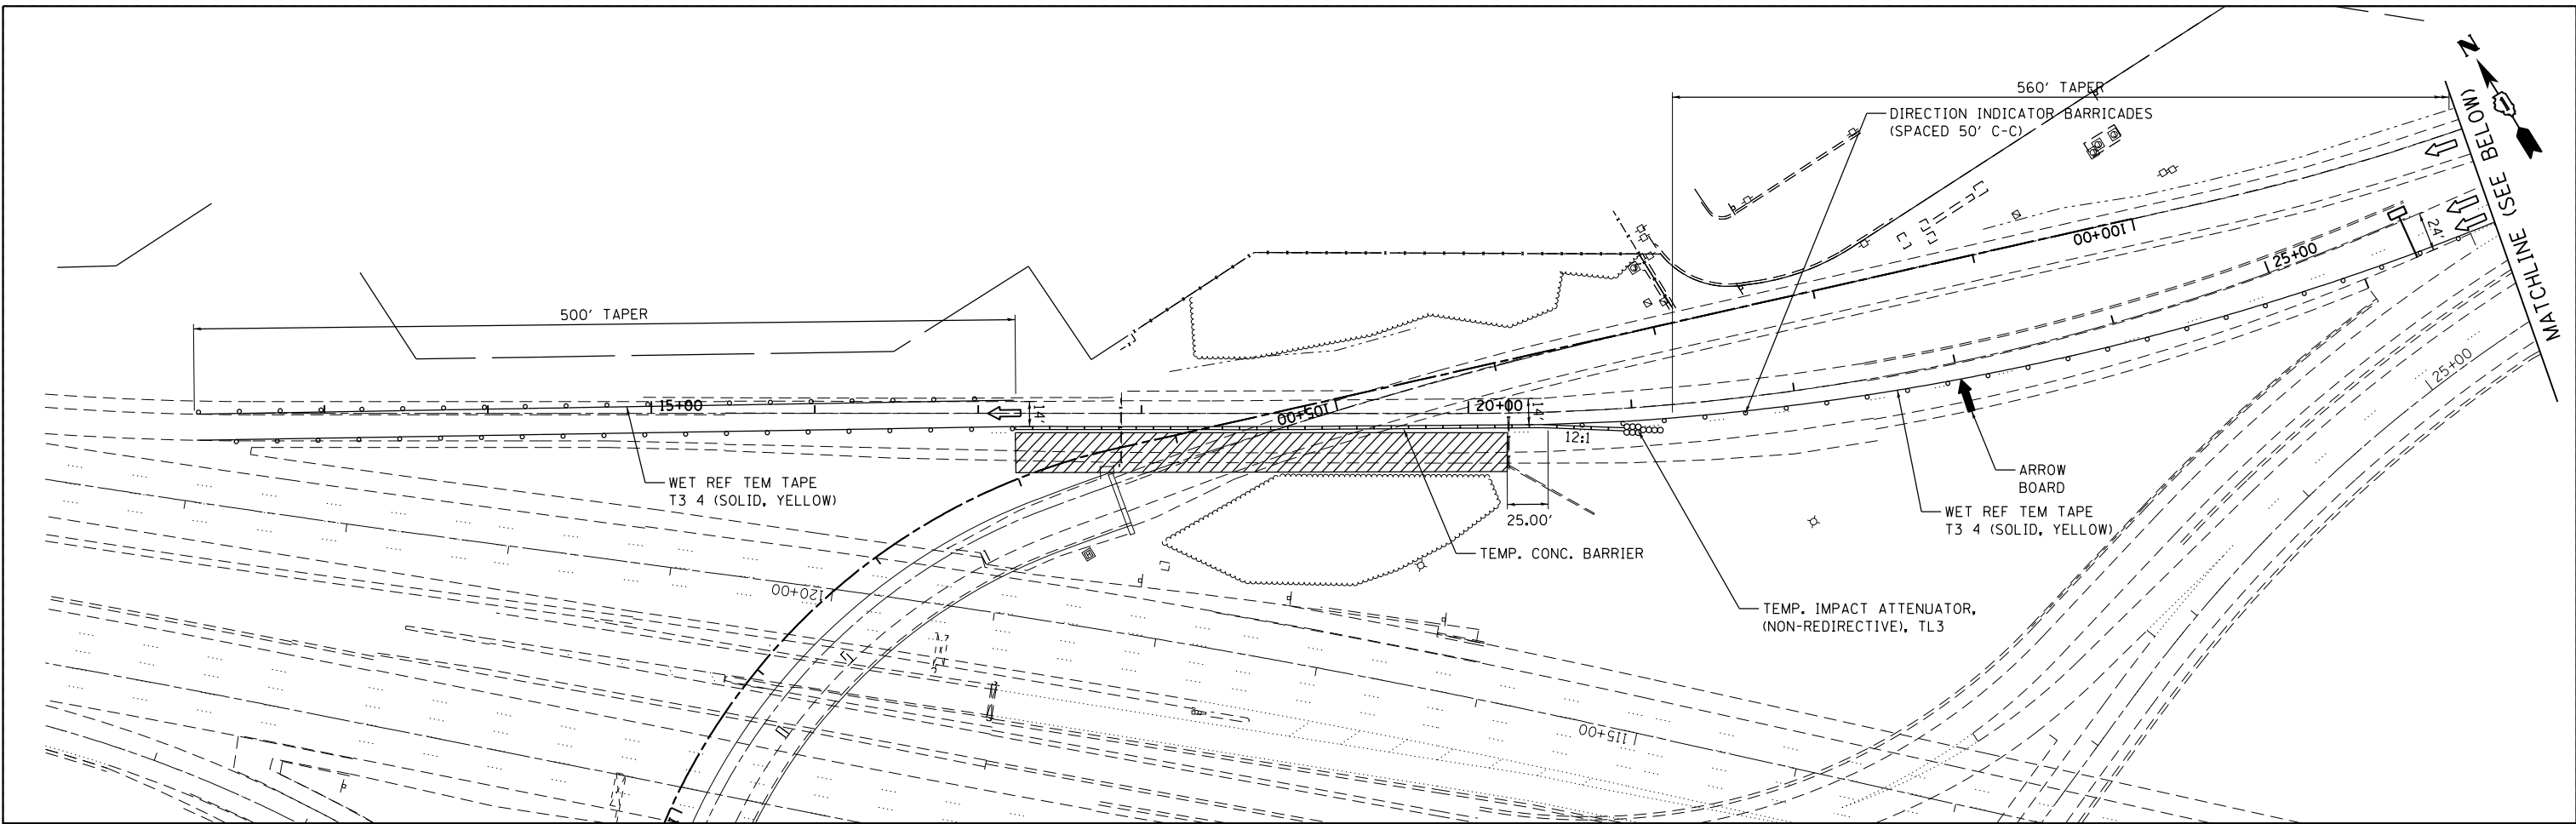 560' TAPER
DIRECTION INDICATOR BARRICADES
(SPACED 50' C-C)
N
MATCHLINE (SEE BELOW)
24'
100+00
25+00
500' TAPER
15+00
14'
105+00
20+00
14'
12:1
25+00
WET REF TEM TAPE
T3 4 (SOLID, YELLOW)
25.00'
ARROW
BOARD
WET REF TEM TAPE
T3 4 (SOLID, YELLOW)
TEMP. CONC. BARRIER
120+00
TEMP. IMPACT ATTENUATOR,
(NON-REDIRECTIVE), TL3
115+00